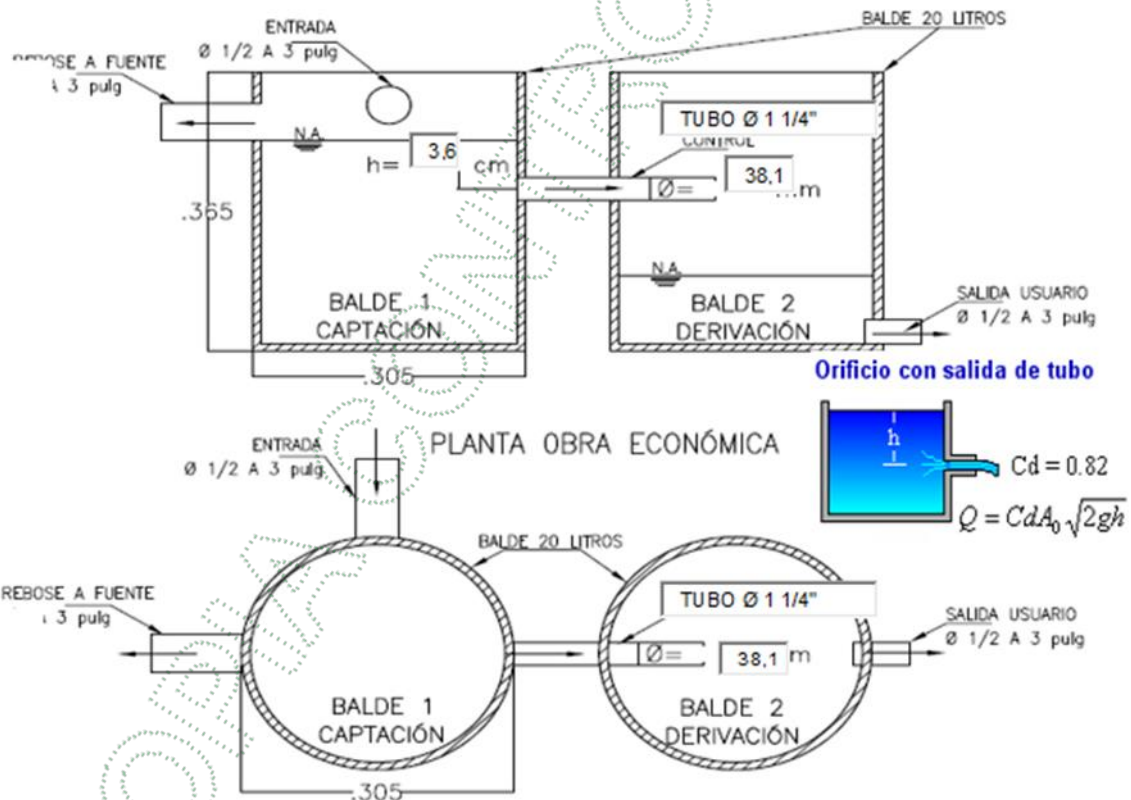 ENTRADA
Ø 1/2 A 3 pulg
BALDE 20 LITROS
REBOSE A FUENTE
A 3 pulg
TUBO Ø 1 1/4"
CONTROL
N.A.
h= 3,6 cm
Ø= 38,1 mm
.365
N.A.
BALDE 1
CAPTACIÓN
BALDE 2
DERIVACIÓN
SALIDA USUARIO
Ø 1/2 A 3 pulg
.305
Orificio con salida de tubo
h
Cd = 0.82
Q = CdA₀√2gh
PLANTA OBRA ECONÓMICA
ENTRADA
Ø 1/2 A 3 pulg
BALDE 20 LITROS
REBOSE A FUENTE
3 pulg
TUBO Ø 1 1/4"
Ø= 38,1 m
SALIDA USUARIO
Ø 1/2 A 3 pulg
BALDE 1
CAPTACIÓN
BALDE 2
DERIVACIÓN
.305